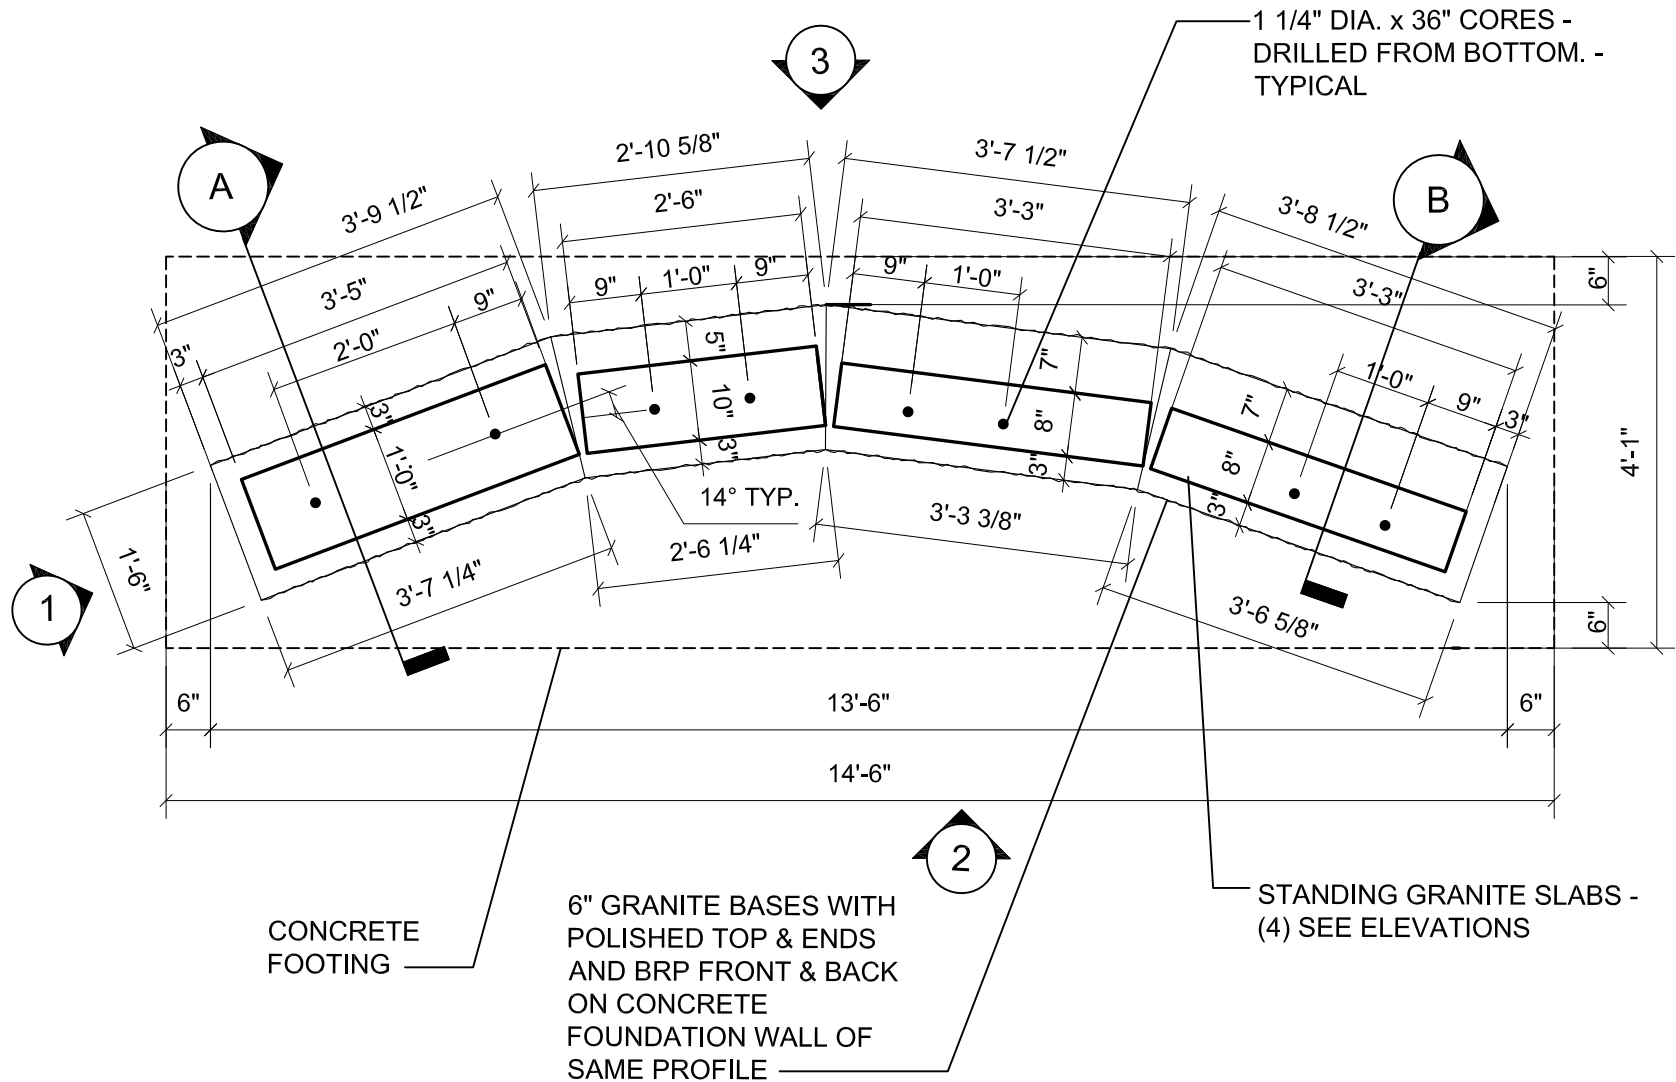 1 1/4" DIA. x 36" CORES -
DRILLED FROM BOTTOM. -
TYPICAL
3
A
B
2'-10 5/8"
3'-7 1/2"
3'-9 1/2"
2'-6"
3'-3"
3'-8 1/2"
3'-5"
9"
1'-0"
9"
9"
1'-0"
3'-3"
6"
2'-0"
9"
3"
5"
7"
1'-0"
9"
3"
4'-1"
3"
1'-0"
3"
10"
3"
8"
3"
7"
8"
3"
14° TYP.
3'-3 3/8"
2'-6 1/4"
1'-6"
3'-7 1/4"
3'-6 5/8"
6"
1
6"
13'-6"
6"
14'-6"
2
CONCRETE
FOOTING
6" GRANITE BASES WITH
POLISHED TOP & ENDS
AND BRP FRONT & BACK
ON CONCRETE
FOUNDATION WALL OF
SAME PROFILE
STANDING GRANITE SLABS -
(4) SEE ELEVATIONS